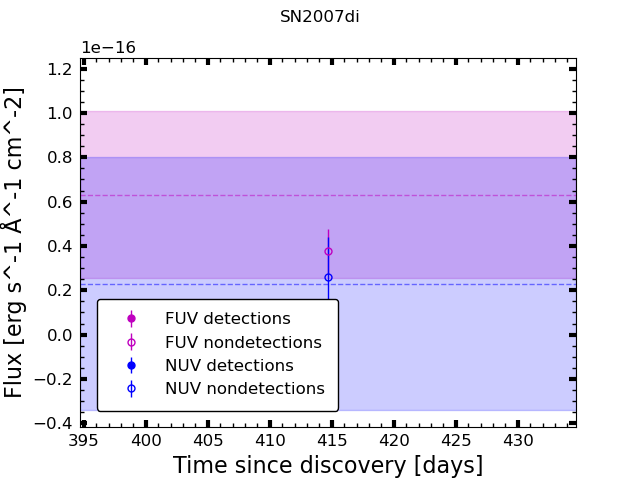 SN2007di
1e−16
1.2
1.0
0.8
0.6
0.4
0.2
0.0
−0.2
−0.4
Flux [erg s^-1 Å^-1 cm^-2]
FUV detections
FUV nondetections
NUV detections
NUV nondetections
395 400 405 410 415 420 425 430
Time since discovery [days]